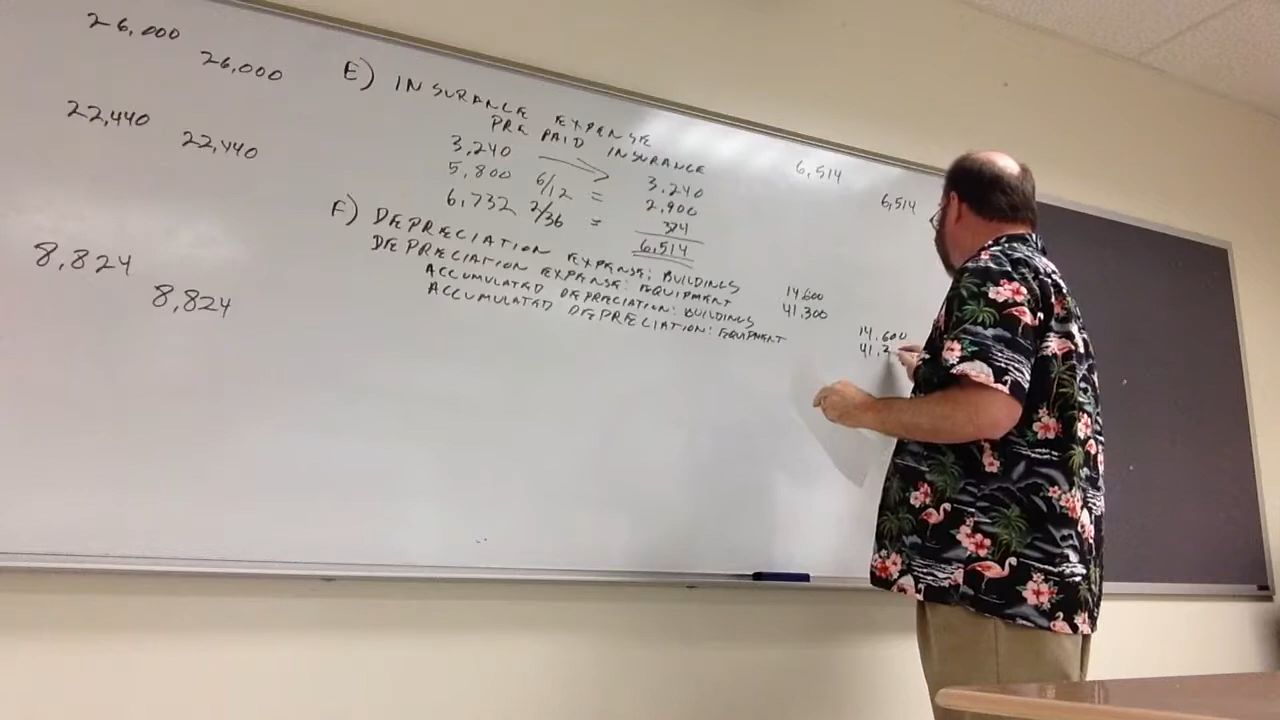 26,000
26,000
22,440
22,440
8,824
8,824
E) INSURANCE EXPENSE
PRE PAID INSURANCE
6,514
6,514
3,240 3,240
5,800 6/12 = 2,900
6,732 2/36 = 374
6,514
F) DEPRECIATION EXPENSE; BUILDINGS 14,600
DEPRECIATION EXPENSE: EQUIPMENT 41,300
ACCUMULATED DEPRECIATION: BUILDINGS 14,600
ACCUMULATED DEPRECIATION: EQUIPMENT